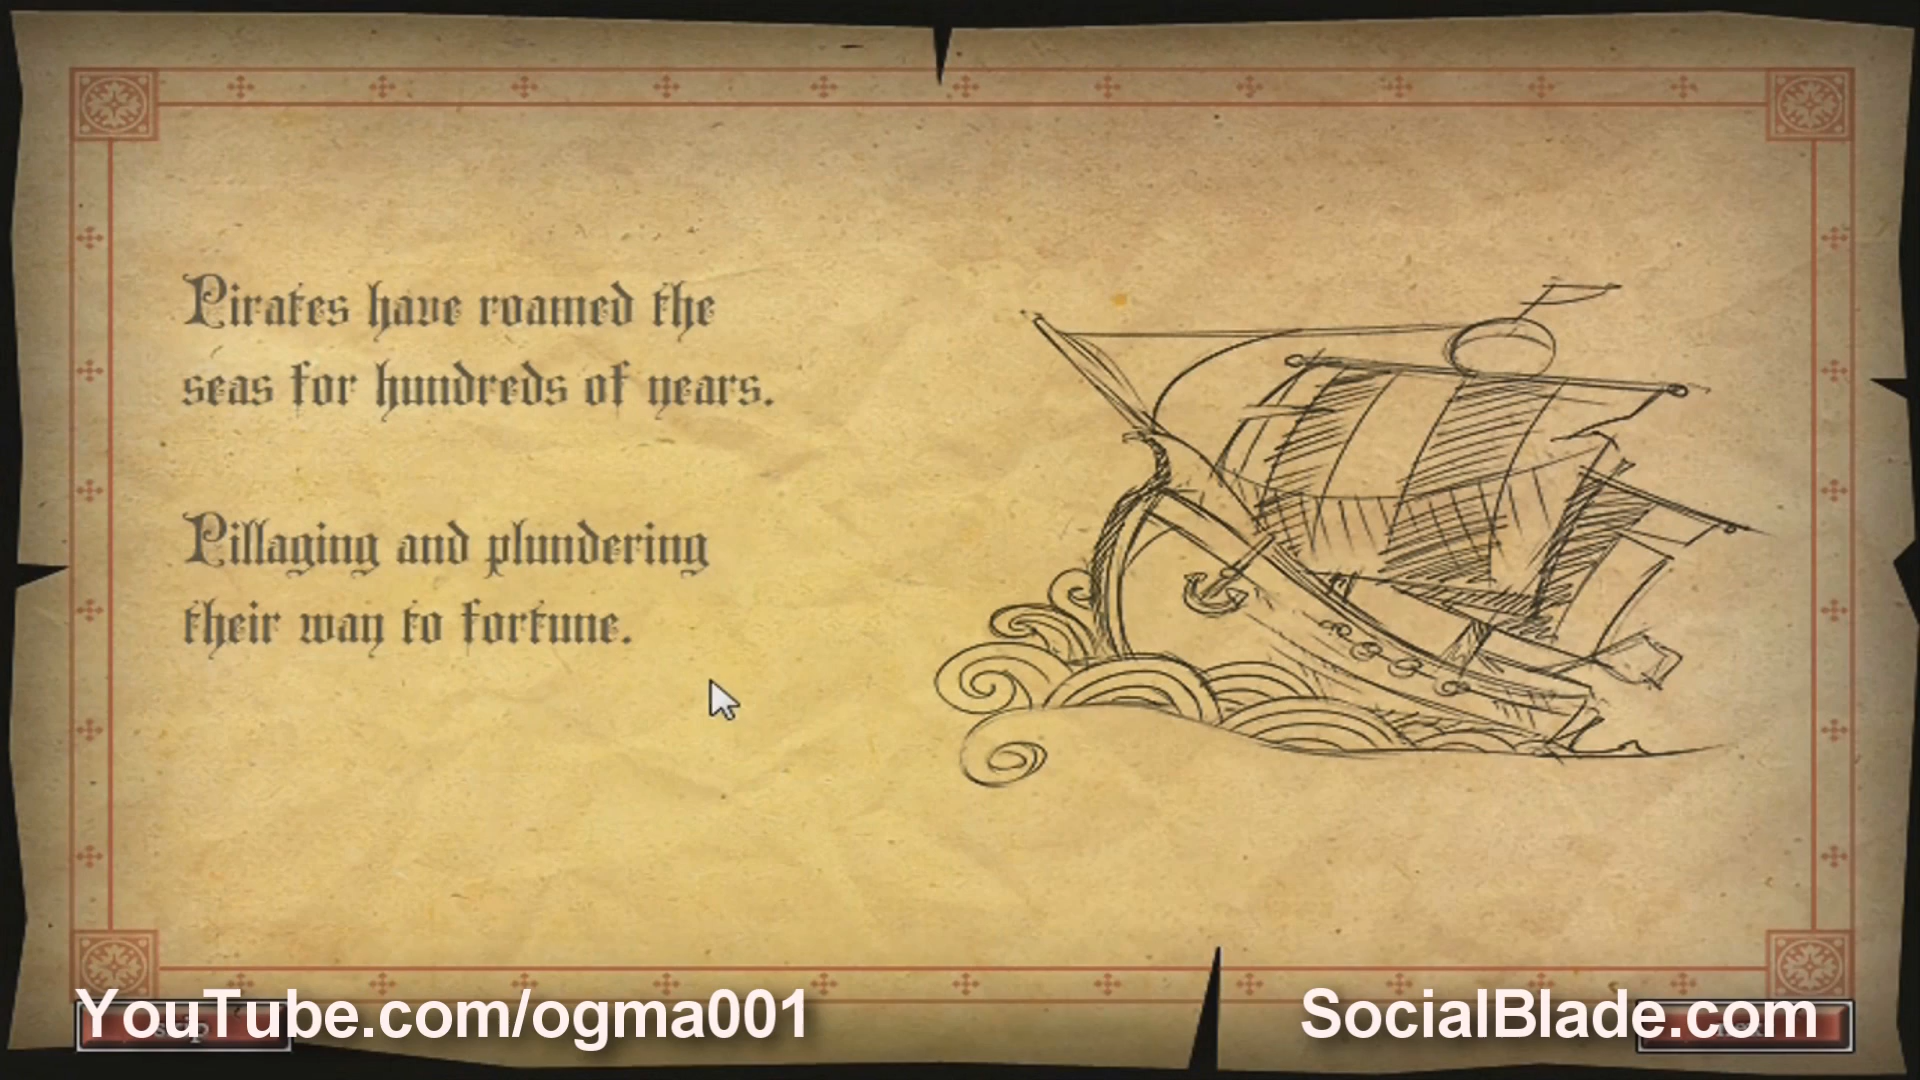 Pirates have roamed the
seas for hundreds of years.
Pillaging and plundering
their way to fortune.
YouTube.com/ogma001
SocialBlade.com